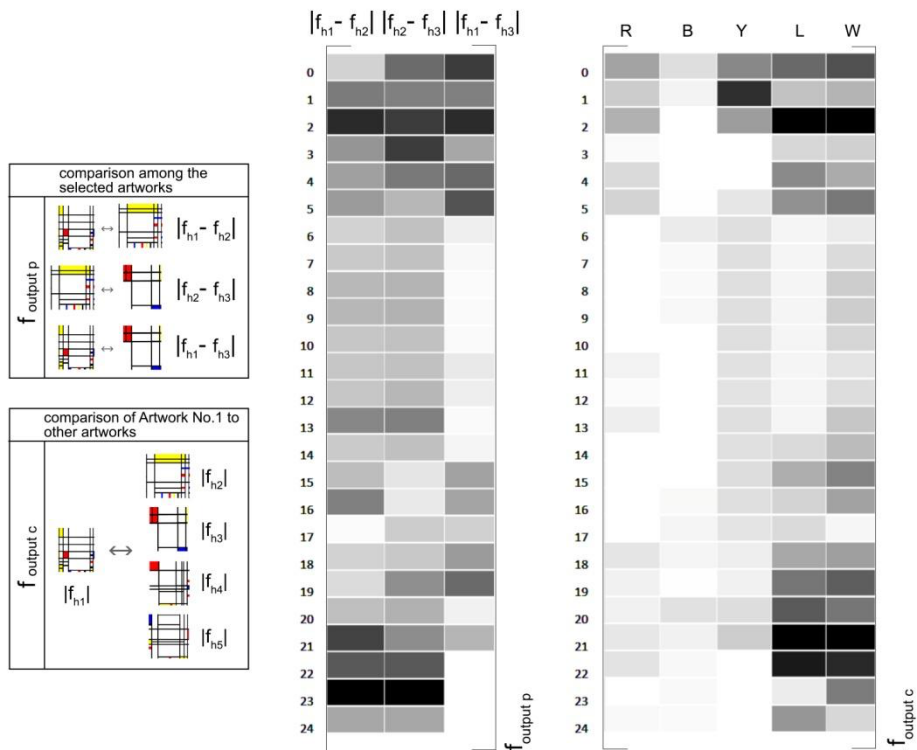 comparison among the
selected artworks
f output p
|fh1- fh2|
|fh2- fh3|
|fh1- fh3|
comparison of Artwork No.1 to
other artworks
f output c
|fh1|
|fh2|
|fh3|
|fh4|
|fh5|
|fh1- fh2| |fh2- fh3| |fh1- fh3|
0
1
2
3
4
5
6
7
8
9
10
11
12
13
14
15
16
17
18
19
20
21
22
23
24
f output p
R B Y L W
0
1
2
3
4
5
6
7
8
9
10
11
12
13
14
15
16
17
18
19
20
21
22
23
24
f output c